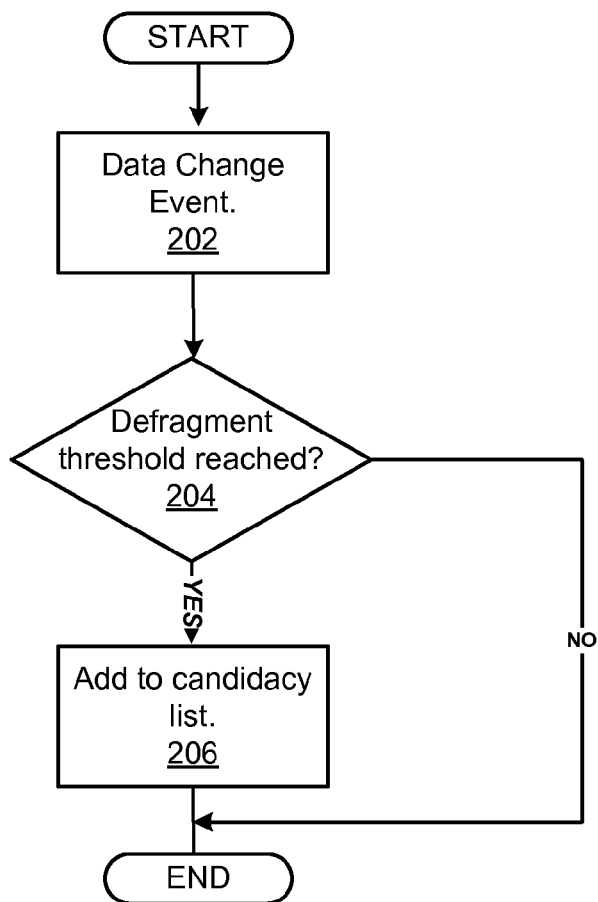 START
Data Change
Event.
202
Defragment
threshold reached?
204
YES
NO
Add to candidacy
list.
206
END